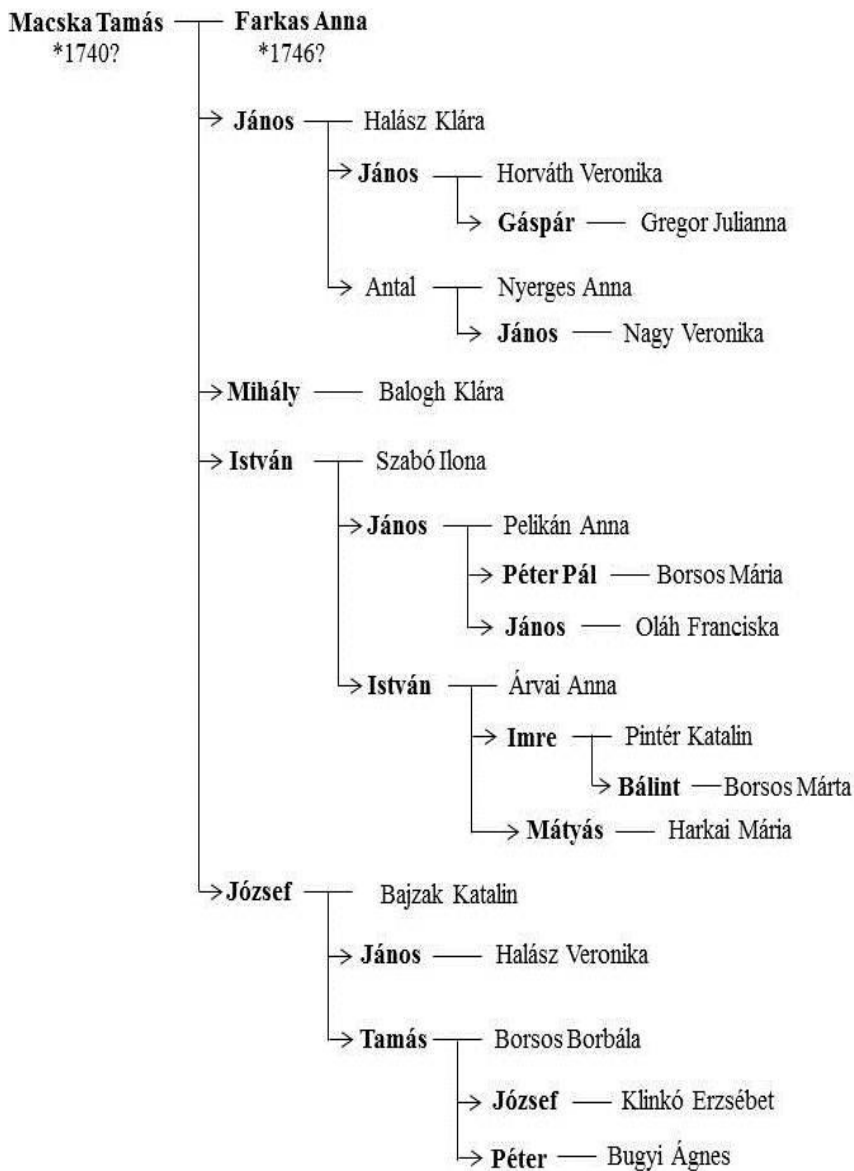 Macska Tamás Farkas Anna
*1740? *1746?
János Halász Klára
János Horváth Veronika
Gáspár Gregor Julianna
Antal Nyerges Anna
János Nagy Veronika
Mihály Balogh Klára
István Szabó Ilona
János Pelikán Anna
Péter Pál Borsos Mária
János Oláh Franciska
István Árvai Anna
Imre Pintér Katalin
Bálint Borsos Márta
Mátyás Harkai Mária
József Bajzak Katalin
János Halász Veronika
Tamás Borsos Borbála
József Klinkó Erzsébet
Péter Bugyi Ágnes